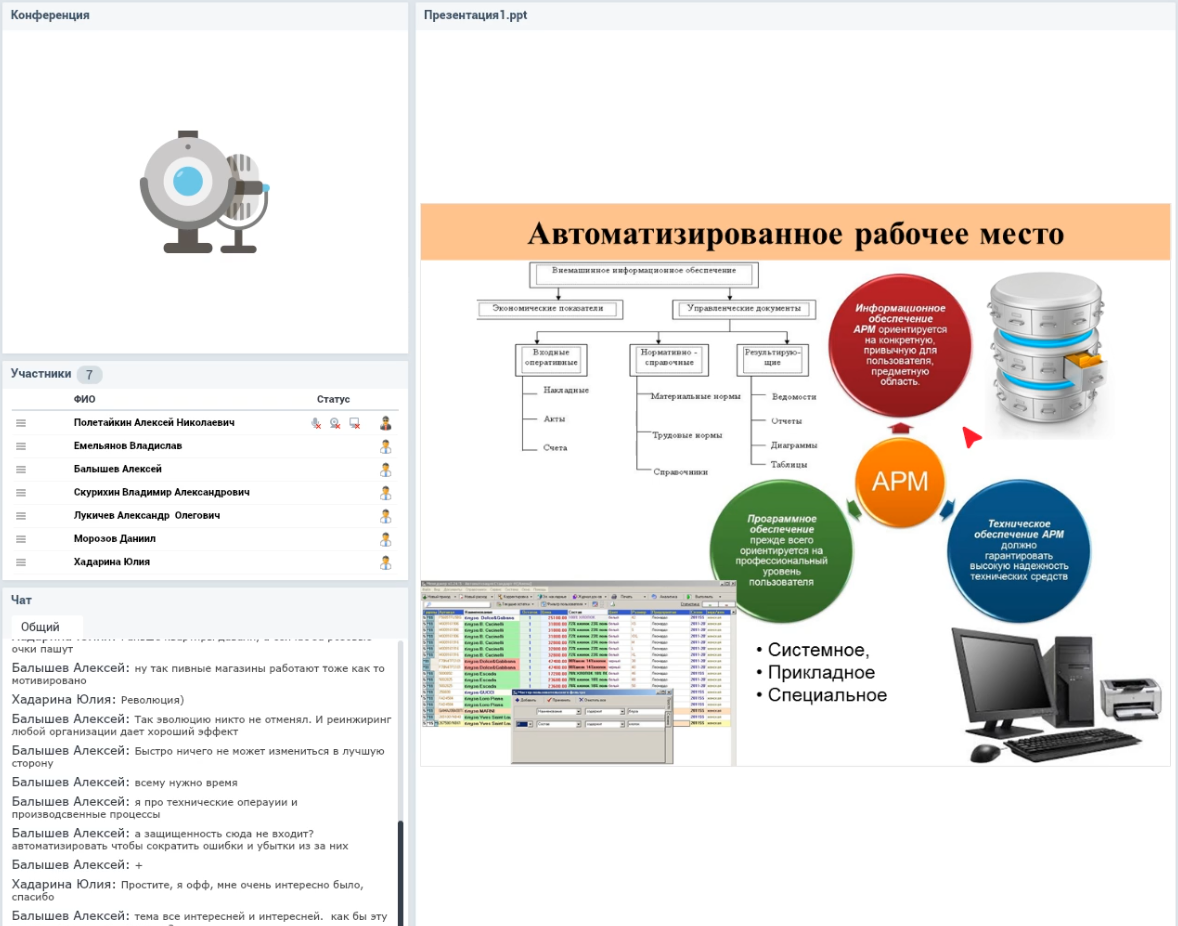 Конференция
Участники 7
ФИО Статус
Полетайкин Алексей Николаевич
Емельянов Владислав
Балышев Алексей
Скурихин Владимир Александрович
Лукичев Александр Олегович
Морозов Даниил
Хадарина Юлия
Чат
Общий
очки пашут
Балышев Алексей: ну так пивные магазины работают тоже как то
мотивировано
Хадарина Юлия: Революция)
Балышев Алексей: Так эволюцию никто не отменял. И реинжиринг
любой организации дает хороший эффект
Балышев Алексей: Быстро ничего не может измениться в лучшую
сторону
Балышев Алексей: всему нужно время
Балышев Алексей: я про технические операуии и
производсвенные процессы
Балышев Алексей: а защищенность сюда не входит?
автоматизировать чтобы сократить ошибки и убытки из за них
Балышев Алексей: +
Хадарина Юлия: Простите, я офф, мне очень интересно было,
спасибо
Балышев Алексей: тема все интересней и интересней. как бы эту
Презентация1.ppt
Автоматизированное рабочее место
Внемашинное информационное обеспечение
Экономические показатели
Управленческие документы
Входные
оперативные
Нормативно -
справочные
Результирую-
щие
Накладные
Акты
Счета
Материальные нормы
Трудовые нормы
Справочники
Ведомости
Отчеты
Диаграммы
Таблицы
Информационное
обеспечение
АРМ ориентируется
на конкретную,
привычную для
пользователя,
предметную
область.
АРМ
Программное
обеспечение
прежде всего
ориентируется на
профессиональный
уровень
пользователя
Техническое
обеспечение АРМ
должно
гарантировать
высокую надежность
технических средств
• Системное,
• Прикладное
• Специальное